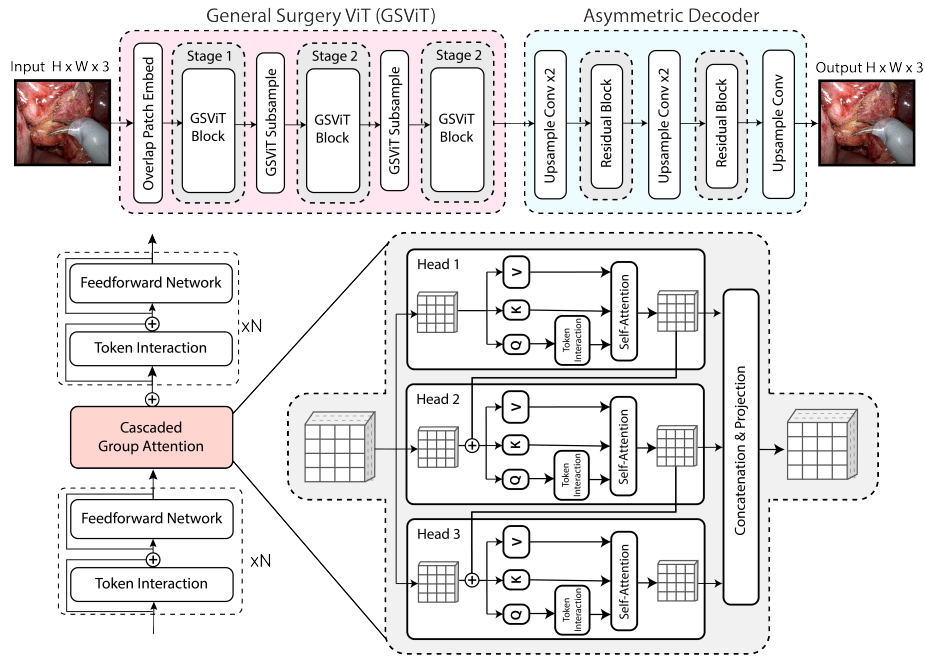 General Surgery ViT (GSViT)
Asymmetric Decoder
Input H x W x 3
Overlap Patch Embed
Stage 1
GSViT
Block
GSViT Subsample
Stage 2
GSViT
Block
GSViT Subsample
Stage 2
GSViT
Block
Upsample Conv x2
Residual Block
Upsample Conv x2
Residual Block
Upsample Conv
Output H x W x 3
Feedforward Network
Token Interaction
xN
Cascaded
Group Attention
Feedforward Network
Token Interaction
xN
Head 1
V
K
Q
Token
Interaction
Self-Attention
Head 2
V
K
Q
Token
Interaction
Self-Attention
Head 3
V
K
Q
Token
Interaction
Self-Attention
Concatenation & Projection